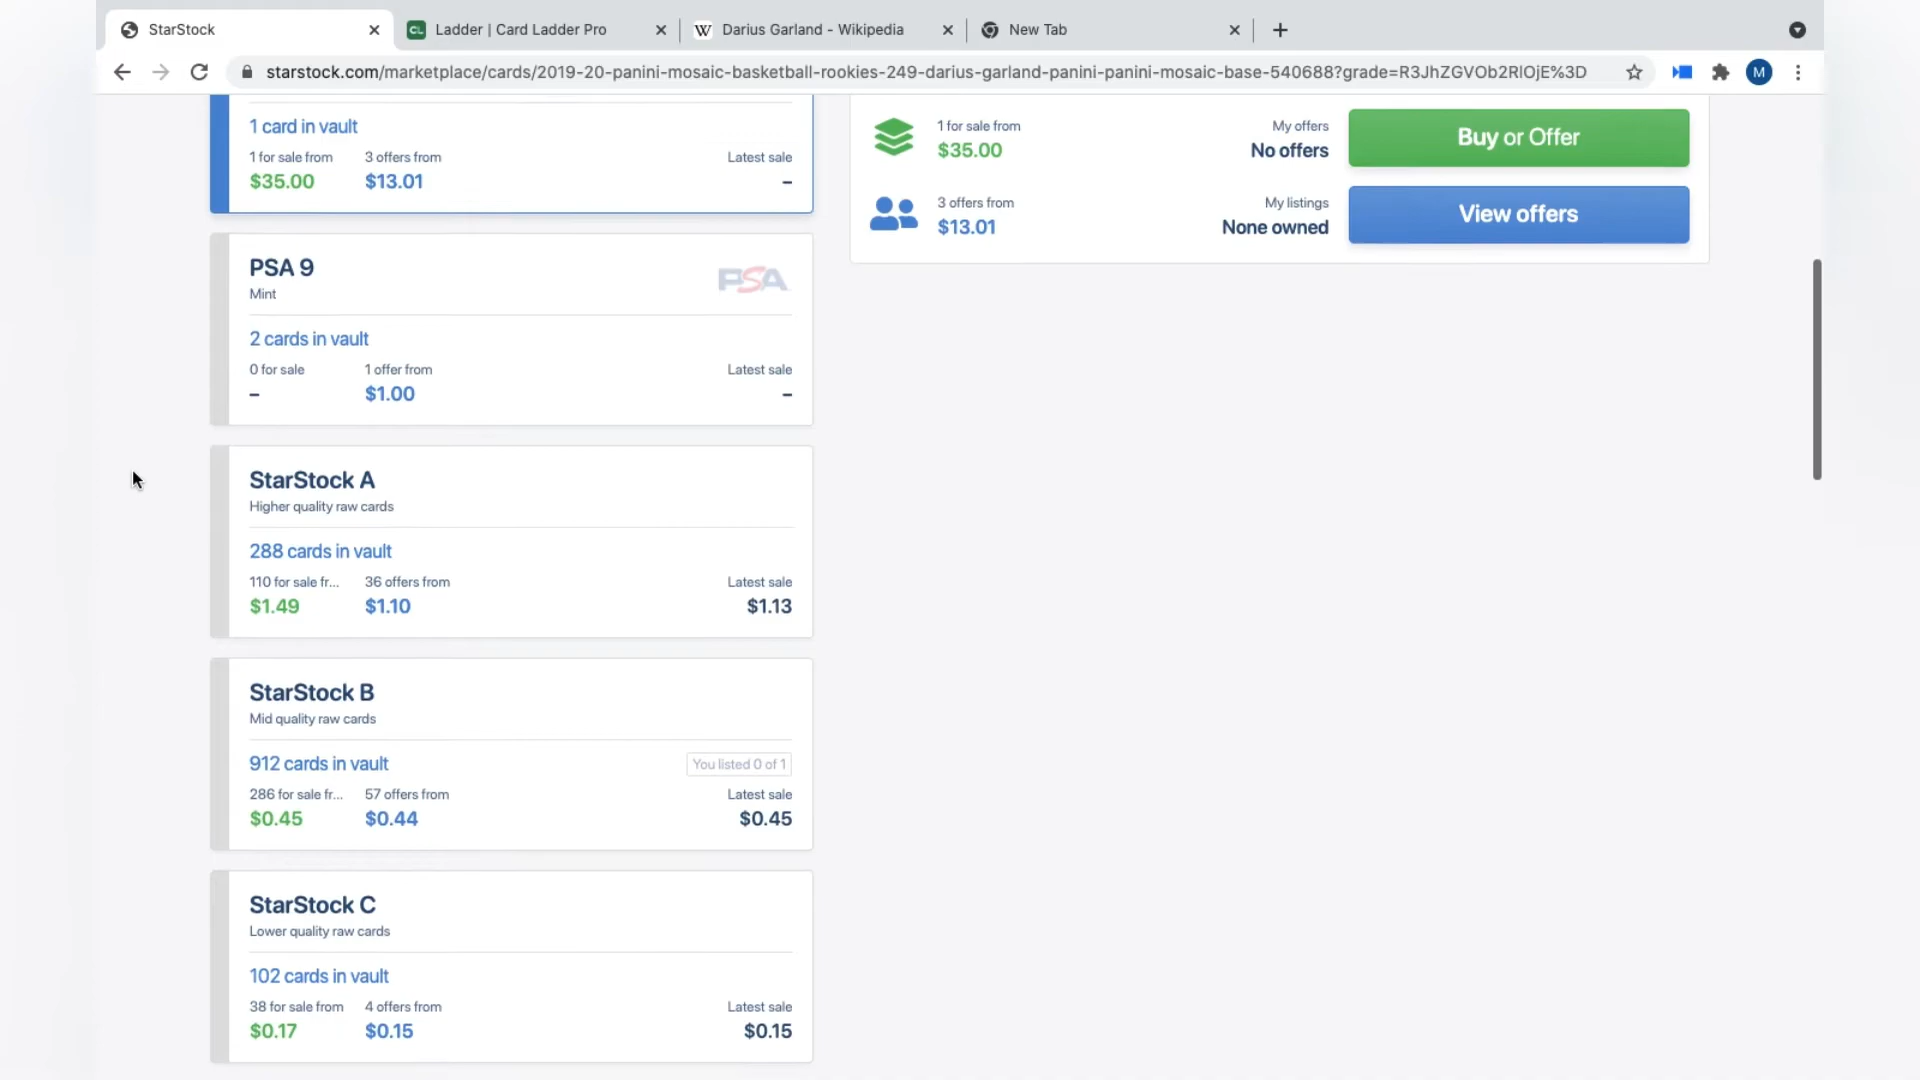 StarStock
Ladder | Card Ladder Pro
Darius Garland - Wikipedia
New Tab
starstock.com/marketplace/cards/2019-20-panini-mosaic-basketball-rookies-249-darius-garland-panini-panini-mosaic-base-540688?grade=R3JhZGVOb2RlOjE%3D
M
1 card in vault
1 for sale from 3 offers from Latest sale
$35.00 $13.01 –
PSA 9
Mint
PSA
2 cards in vault
0 for sale 1 offer from Latest sale
– $1.00 –
StarStock A
Higher quality raw cards
288 cards in vault
110 for sale fr... 36 offers from Latest sale
$1.49 $1.10 $1.13
StarStock B
Mid quality raw cards
912 cards in vault You listed 0 of 1
286 for sale fr... 57 offers from Latest sale
$0.45 $0.44 $0.45
StarStock C
Lower quality raw cards
102 cards in vault
38 for sale from 4 offers from Latest sale
$0.17 $0.15 $0.15
1 for sale from My offers
$35.00 No offers
Buy or Offer
3 offers from My listings
$13.01 None owned
View offers